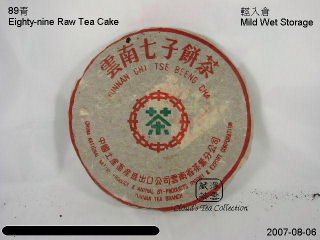 89青
輕入倉
Eighty-nine Raw Tea Cake
Mild Wet Storage
雲南七子餅茶
YUNNAN CHI TSE BEENG CHA
茶
中國土產畜產進出口公司雲南省茶葉分公司
CHINA NATIONAL NATIVE PRODUCE & ANIMAL BY-PRODUCTS IMPORT & EXPORT CORPORATION
YUNNAN TEA BRANCH
Cloud's Tea Collection
2007-08-06